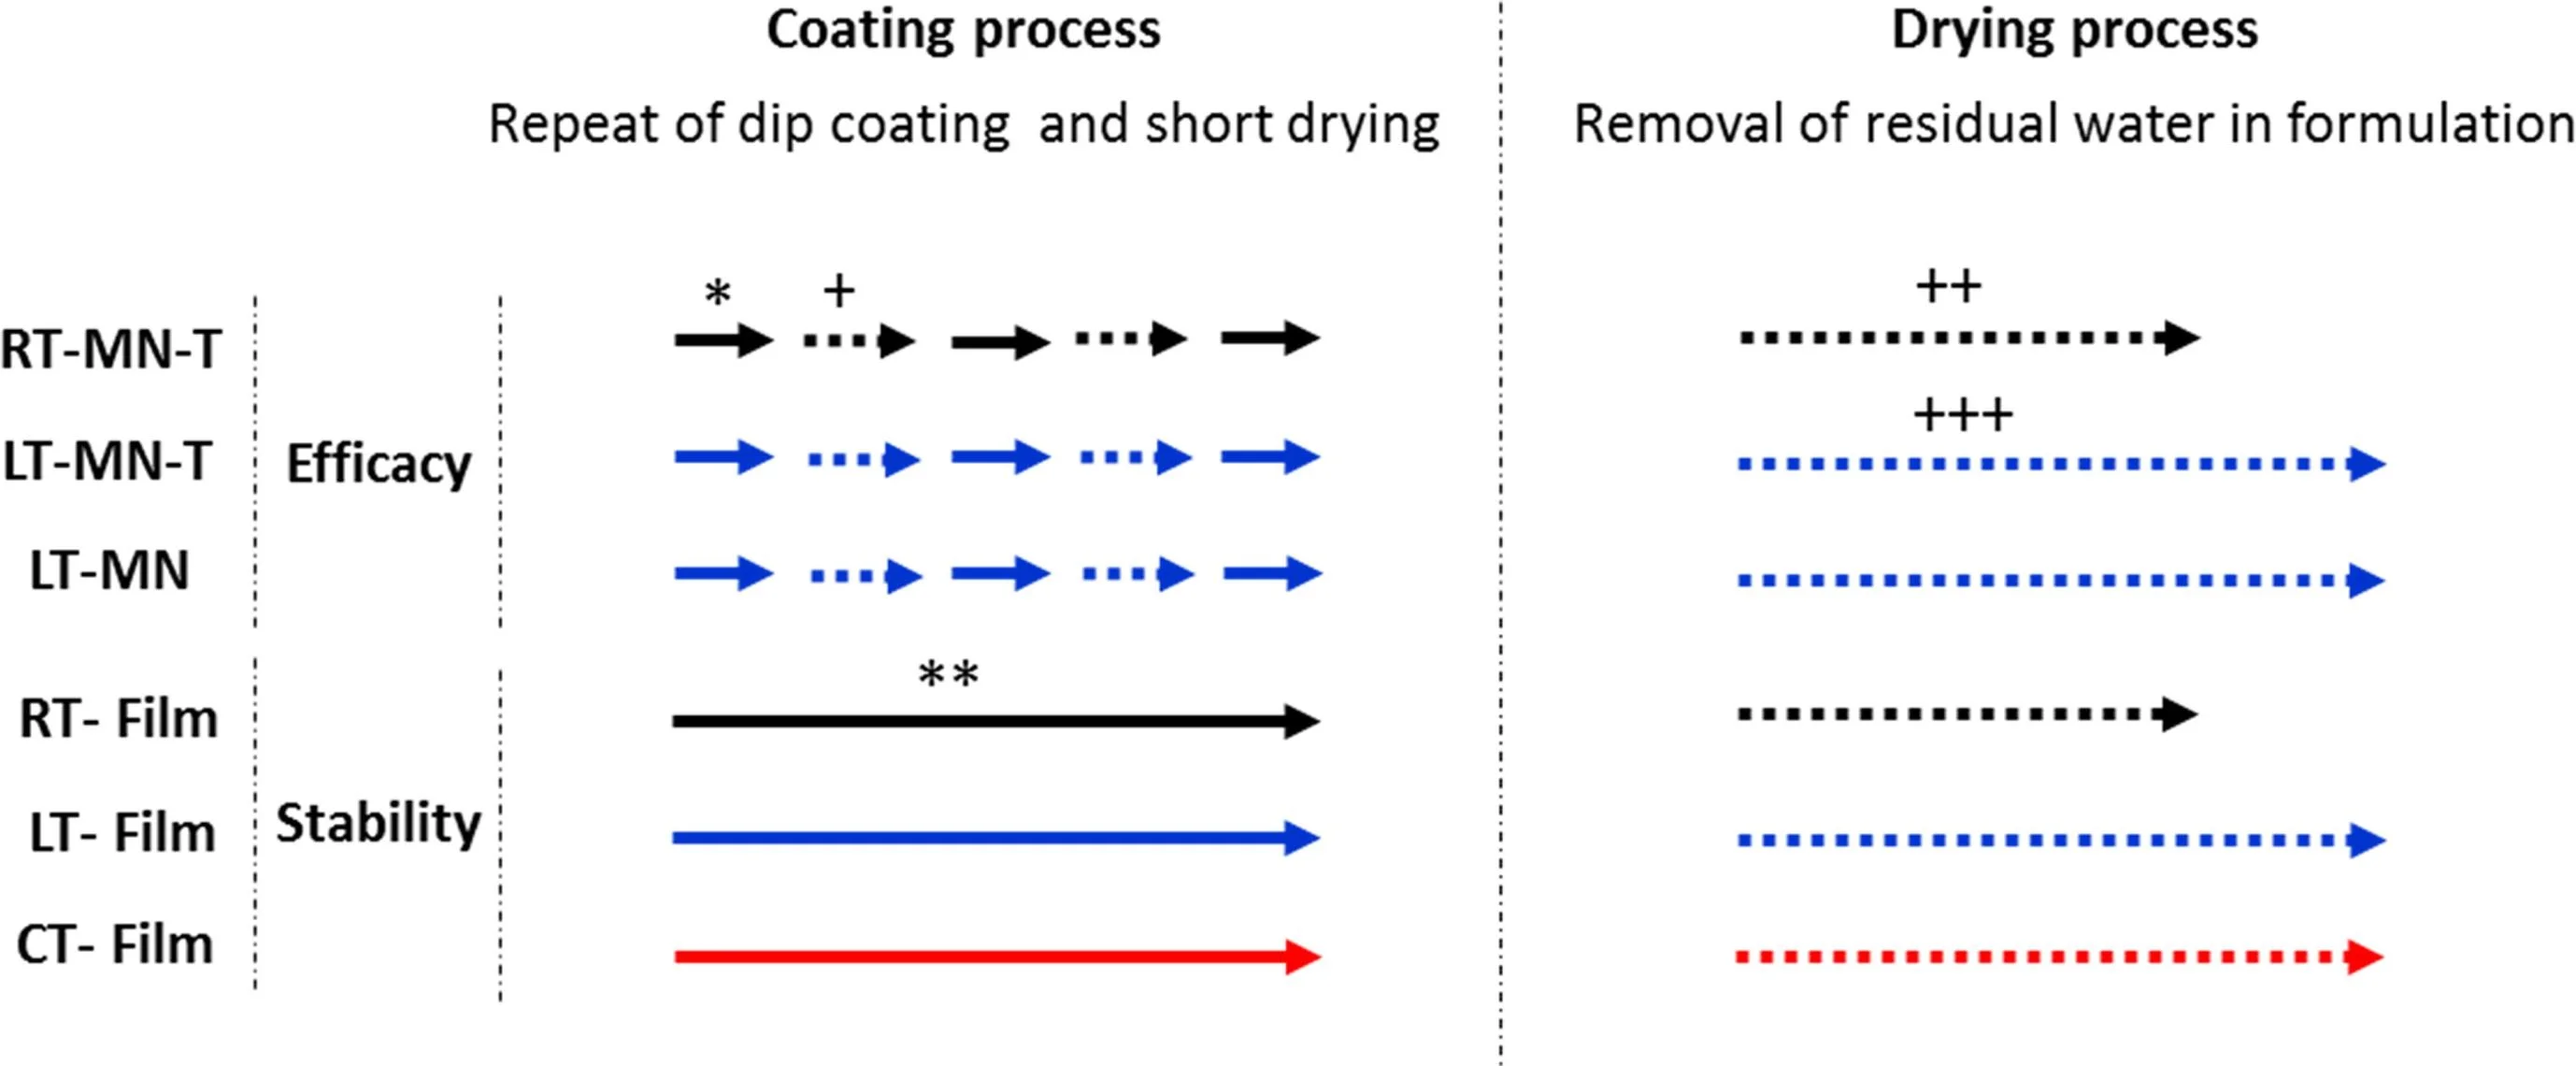 Coating process
Drying process
Repeat of dip coating and short drying
Removal of residual water in formulation
* +
++
RT-MN-T
+++
LT-MN-T
Efficacy
LT-MN
**
RT- Film
LT- Film
Stability
CT- Film